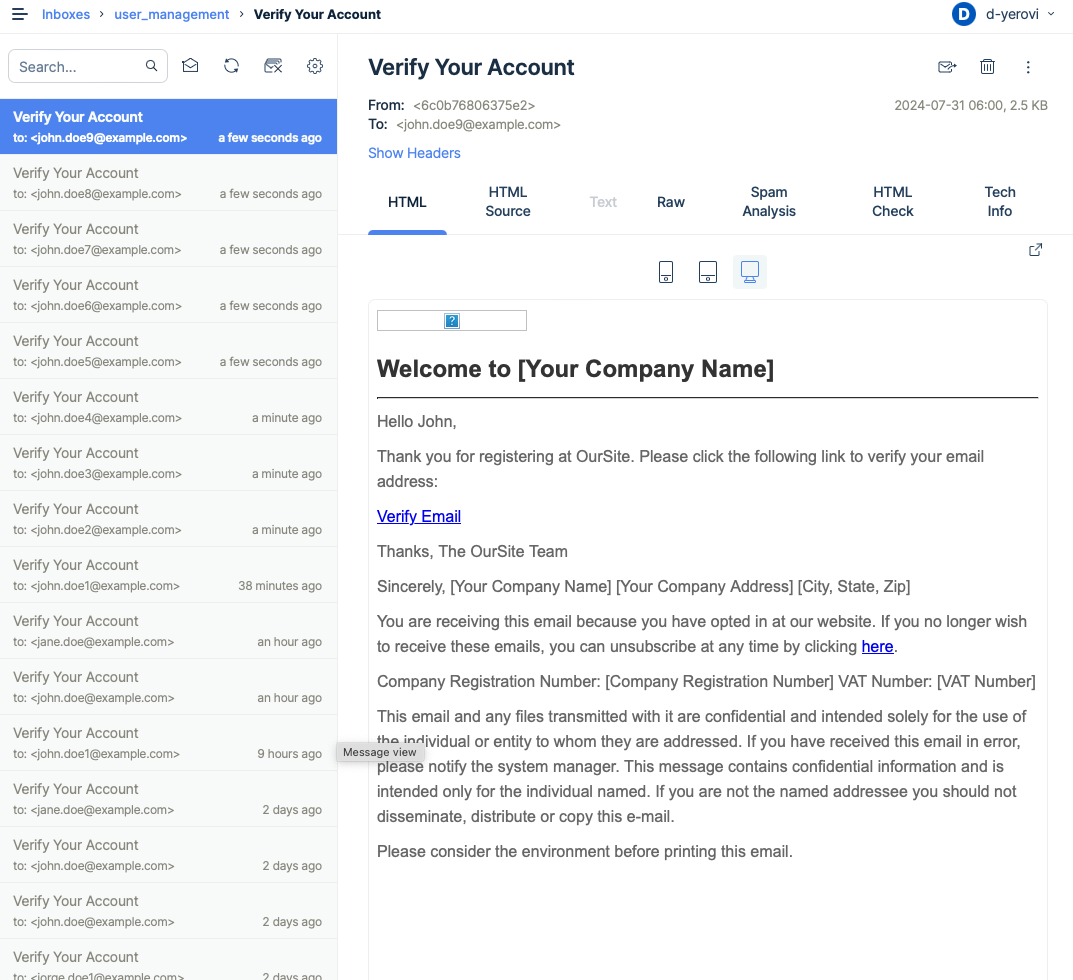 Inboxes › user_management › Verify Your Account
D d-yerovi
Search...
Verify Your Account
to: <john.doe9@example.com> a few seconds ago
Verify Your Account
to: <john.doe8@example.com> a few seconds ago
Verify Your Account
to: <john.doe7@example.com> a few seconds ago
Verify Your Account
to: <john.doe6@example.com> a few seconds ago
Verify Your Account
to: <john.doe5@example.com> a few seconds ago
Verify Your Account
to: <john.doe4@example.com> a minute ago
Verify Your Account
to: <john.doe3@example.com> a minute ago
Verify Your Account
to: <john.doe2@example.com> a minute ago
Verify Your Account
to: <john.doe1@example.com> 38 minutes ago
Verify Your Account
to: <jane.doe@example.com> an hour ago
Verify Your Account
to: <john.doe@example.com> an hour ago
Verify Your Account
to: <john.doe1@example.com> 9 hours ago
Verify Your Account
to: <jane.doe@example.com> 2 days ago
Verify Your Account
to: <john.doe@example.com> 2 days ago
Verify Your Account
to: <john.doe@example.com> 2 days ago
Verify Your Account
to: <jorge.doe1@example.com> 2 days ago
Verify Your Account
From: <6c0b76806375e2>
2024-07-31 06:00, 2.5 KB
To: <john.doe9@example.com>
Show Headers
HTML
HTML
Source
Text
Raw
Spam
Analysis
HTML
Check
Tech
Info
?
Welcome to [Your Company Name]
Hello John,
Thank you for registering at OurSite. Please click the following link to verify your email
address:
Verify Email
Thanks, The OurSite Team
Sincerely, [Your Company Name] [Your Company Address] [City, State, Zip]
You are receiving this email because you have opted in at our website. If you no longer wish
to receive these emails, you can unsubscribe at any time by clicking here.
Company Registration Number: [Company Registration Number] VAT Number: [VAT Number]
This email and any files transmitted with it are confidential and intended solely for the use of
the individual or entity to whom they are addressed. If you have received this email in error,
please notify the system manager. This message contains confidential information and is
intended only for the individual named. If you are not the named addressee you should not
disseminate, distribute or copy this e-mail.
Please consider the environment before printing this email.
Message view